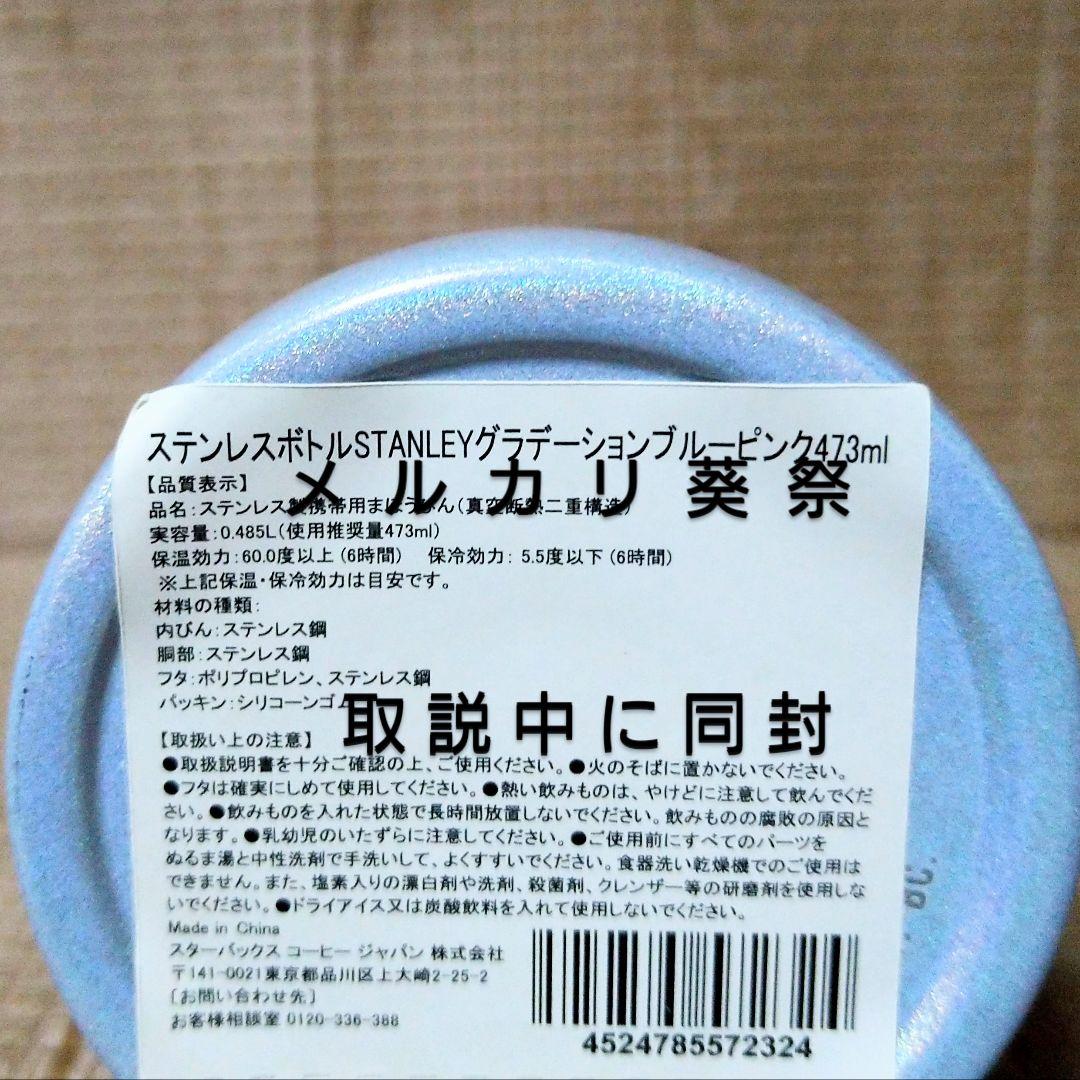 ステンレスボトルSTANLEYグラデーションブルーピンク473ml
メルカリ葵祭
【品質表示】
品名：ステンレス製携帯用まほうびん（真空断熱二重構造）
実容量：0.485L（使用推奨量473ml）
保温効力：60.0度以上（6時間） 保冷効力： 5.5度以下（6時間）
※上記保温・保冷効力は目安です。
材料の種類：
内びん：ステンレス鋼
胴部：ステンレス鋼
フタ：ポリプロピレン、ステンレス鋼
パッキン：シリコーンゴム
取説中に同封
【取扱い上の注意】
●取扱説明書を十分ご確認の上、ご使用ください。●火のそばに置かないでください。
●フタは確実にしめて使用してください。●熱い飲みものは、やけどに注意して飲んでくだ
さい。●飲みものを入れた状態で長時間放置しないでください。飲みものの腐敗の原因と
なります。●乳幼児のいたずらに注意してください。●ご使用前にすべてのパーツを
ぬるま湯と中性洗剤で手洗いして、よくすすいでください。食器洗い乾燥機でのご使用は
できません。また、塩素入りの漂白剤や洗剤、殺菌剤、クレンザー等の研磨剤を使用しな
いでください。●ドライアイス又は炭酸飲料を入れて使用しないでください。
Made in China
スターバックス コーヒー ジャパン 株式会社
〒141-0021東京都品川区上大崎2-25-2
［お問い合わせ先］
お客様相談室 0120-336-388
4524785572324